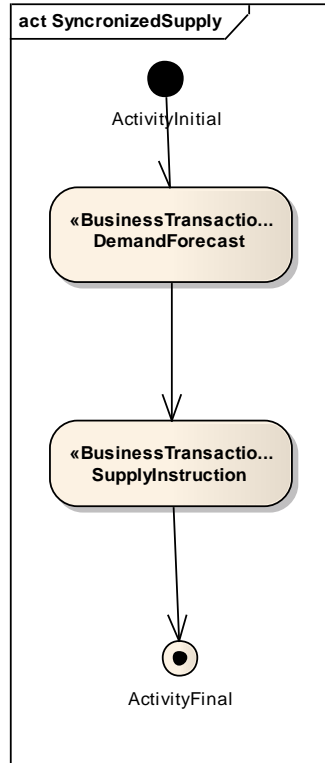 act SyncronizedSupply
ActivityInitial
«BusinessTransactio...
DemandForecast
«BusinessTransactio...
SupplyInstruction
ActivityFinal